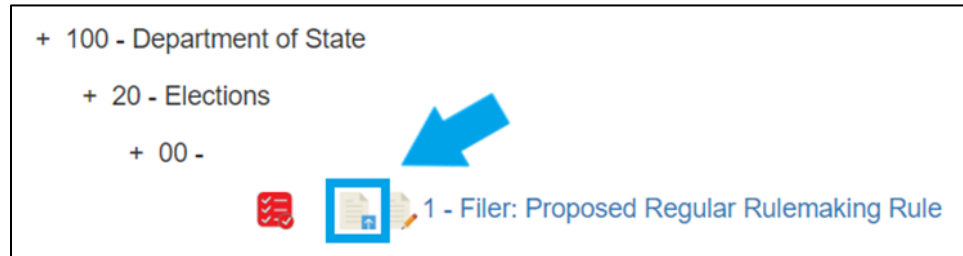 + 100 - Department of State
+ 20 - Elections
+ 00 -
1 - Filer: Proposed Regular Rulemaking Rule